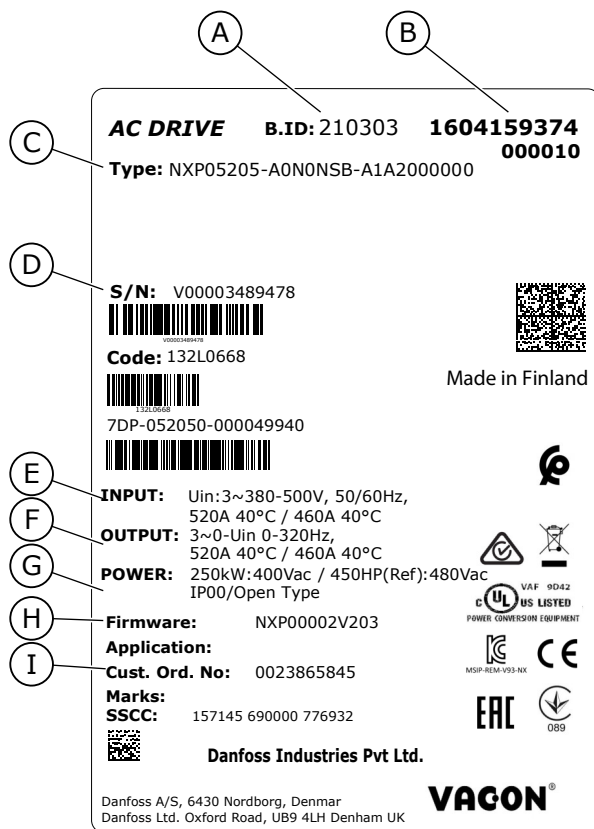 A
B
AC DRIVE B.ID: 210303 1604159374
000010
C
Type: NXP05205-A0N0NSB-A1A2000000
D
S/N: V00003489478
V00003489478
Code: 132L0668
132L0668
Made in Finland
7DP-052050-000049940
E
INPUT: Uin:3~380-500V, 50/60Hz,
520A 40°C / 460A 40°C
F
OUTPUT: 3~0-Uin 0-320Hz,
520A 40°C / 460A 40°C
G
POWER: 250kW:400Vac / 450HP(Ref):480Vac
IP00/Open Type
VAF 9D42
C UL US LISTED
POWER CONVERSION EQUIPMENT
H
Firmware: NXP00002V203
Application:
I
Cust. Ord. No: 0023865845
MSIP-REM-V93-NX
CE
Marks:
SSCC: 157145 690000 776932
EAC
089
Danfoss Industries Pvt Ltd.
Danfoss A/S, 6430 Nordborg, Denmar
Danfoss Ltd. Oxford Road, UB9 4LH Denham UK
VACON®